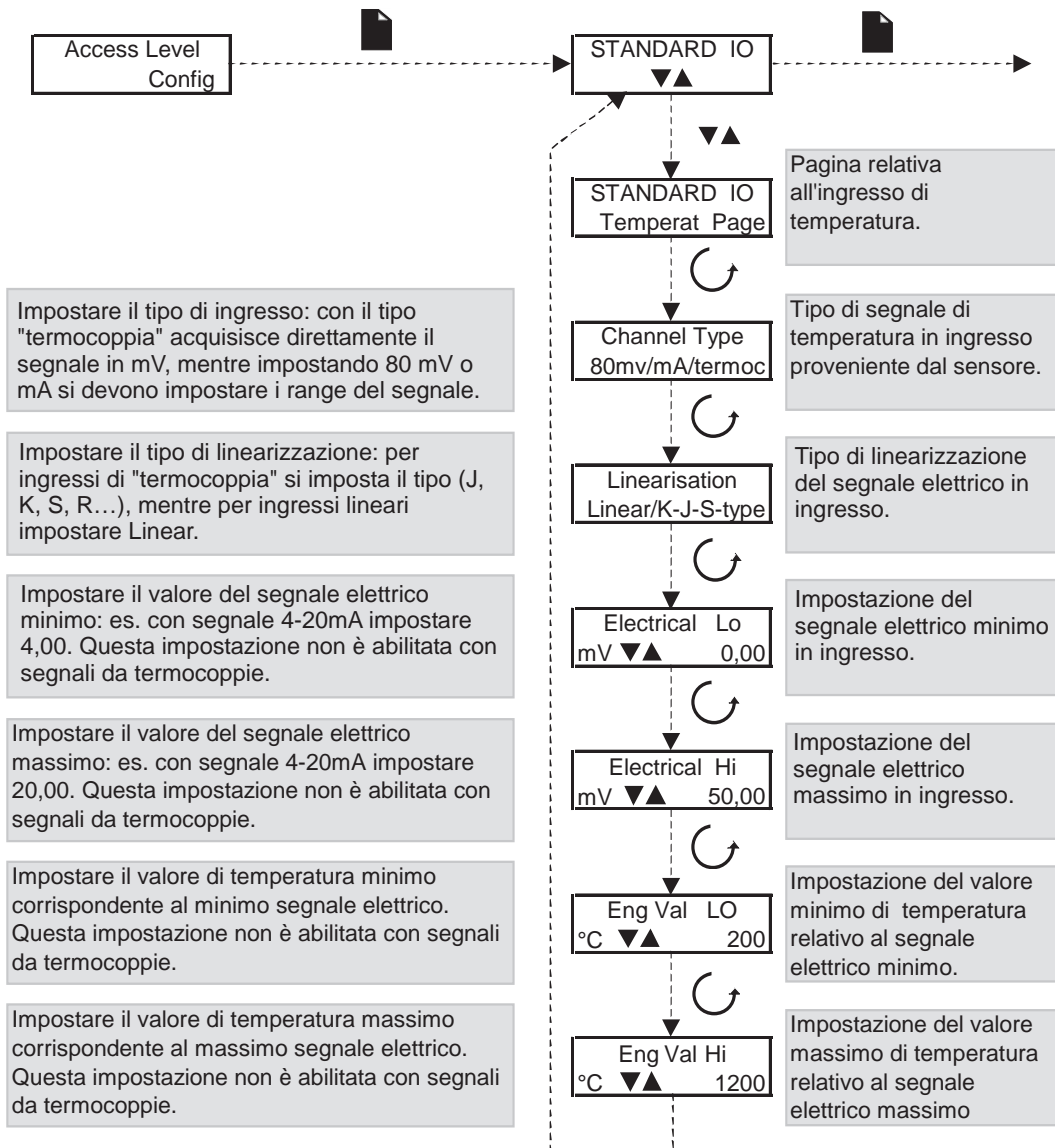 Access Level
Config
STANDARD IO
▼▲
▼▲
STANDARD IO
Temperat Page
Pagina relativa
all'ingresso di
temperatura.
Impostare il tipo di ingresso: con il tipo
"termocoppia" acquisisce direttamente il
segnale in mV, mentre impostando 80 mV o
mA si devono impostare i range del segnale.
Channel Type
80mv/mA/termoc
Tipo di segnale di
temperatura in ingresso
proveniente dal sensore.
Impostare il tipo di linearizzazione: per
ingressi di "termocoppia" si imposta il tipo (J,
K, S, R…), mentre per ingressi lineari
impostare Linear.
Linearisation
Linear/K-J-S-type
Tipo di linearizzazione
del segnale elettrico in
ingresso.
Impostare il valore del segnale elettrico
minimo: es. con segnale 4-20mA impostare
4,00. Questa impostazione non è abilitata con
segnali da termocoppie.
Electrical Lo
mV ▼▲ 0,00
Impostazione del
segnale elettrico minimo
in ingresso.
Impostare il valore del segnale elettrico
massimo: es. con segnale 4-20mA impostare
20,00. Questa impostazione non è abilitata con
segnali da termocoppie.
Electrical Hi
mV ▼▲ 50,00
Impostazione del
segnale elettrico
massimo in ingresso.
Impostare il valore di temperatura minimo
corrispondente al minimo segnale elettrico.
Questa impostazione non è abilitata con segnali
da termocoppie.
Eng Val LO
°C ▼▲ 200
Impostazione del valore
minimo di temperatura
relativo al segnale
elettrico minimo.
Impostare il valore di temperatura massimo
corrispondente al massimo segnale elettrico.
Questa impostazione non è abilitata con segnali
da termocoppie.
Eng Val Hi
°C ▼▲ 1200
Impostazione del valore
massimo di temperatura
relativo al segnale
elettrico massimo